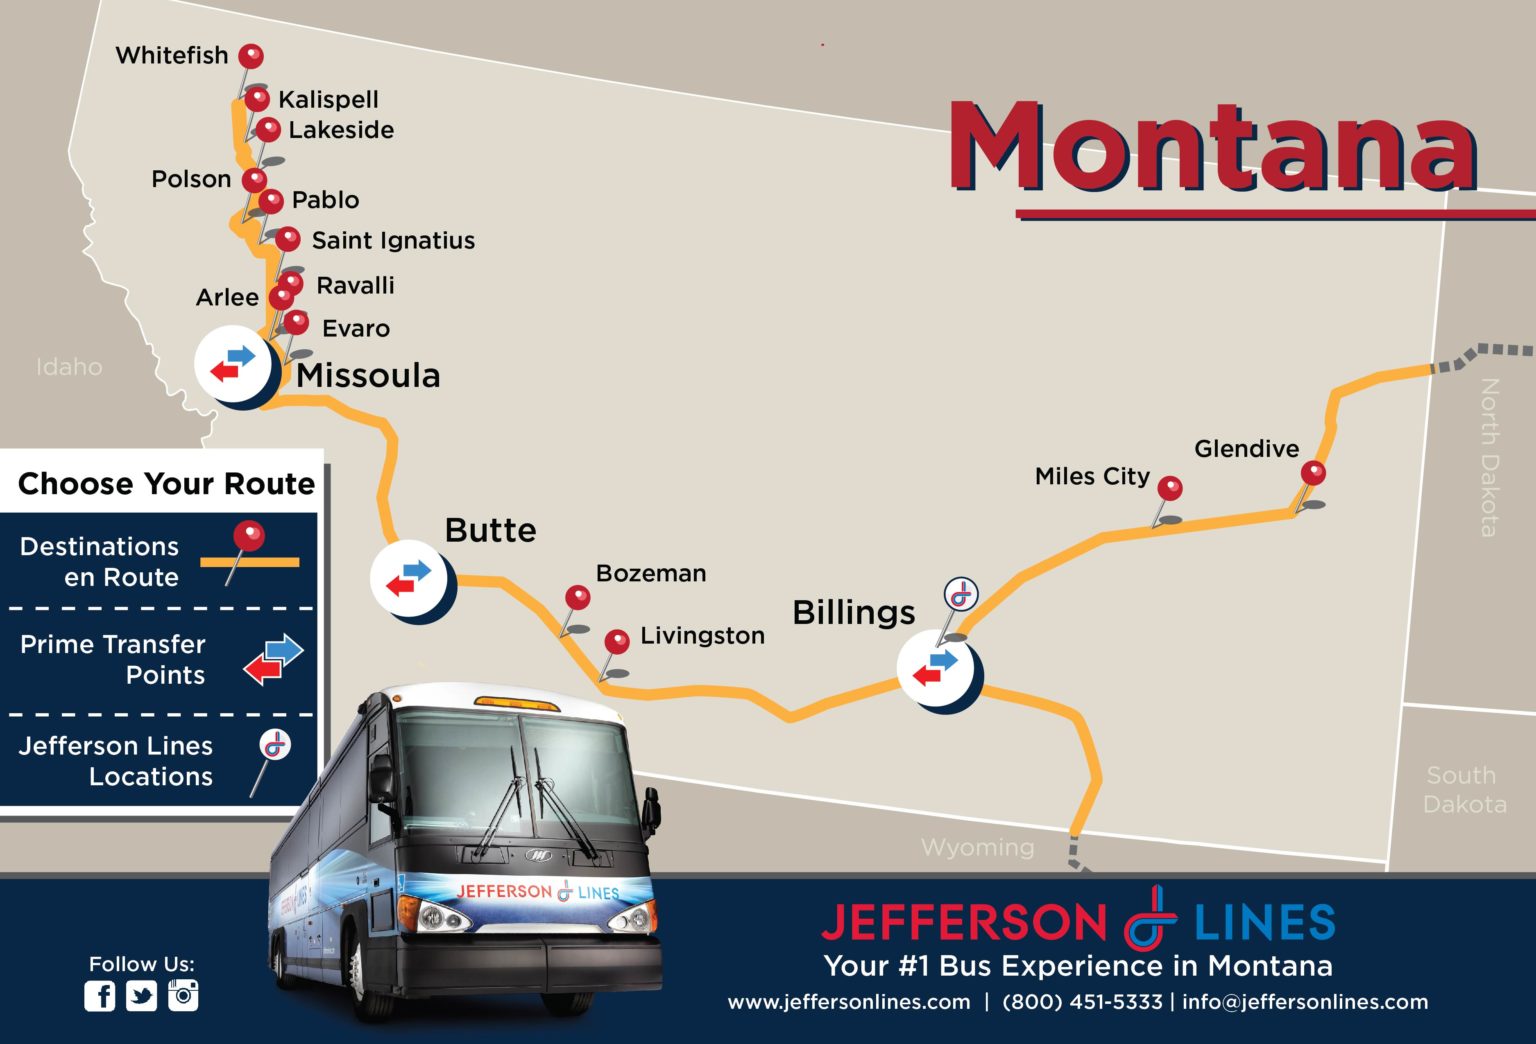 Montana
Whitefish
Kalispell
Lakeside
Polson
Pablo
Saint Ignatius
Ravalli
Arlee
Evaro
Missoula
Idaho
North Dakota
Glendive
Miles City
Choose Your Route
Destinations
en Route
Prime Transfer
Points
Jefferson Lines
Locations
Butte
Bozeman
Livingston
Billings
South
Dakota
Wyoming
JEFFERSON LINES
JEFFERSON LINES
Your #1 Bus Experience in Montana
www.jeffersonlines.com | (800) 451-5333 | info@jeffersonlines.com
Follow Us: